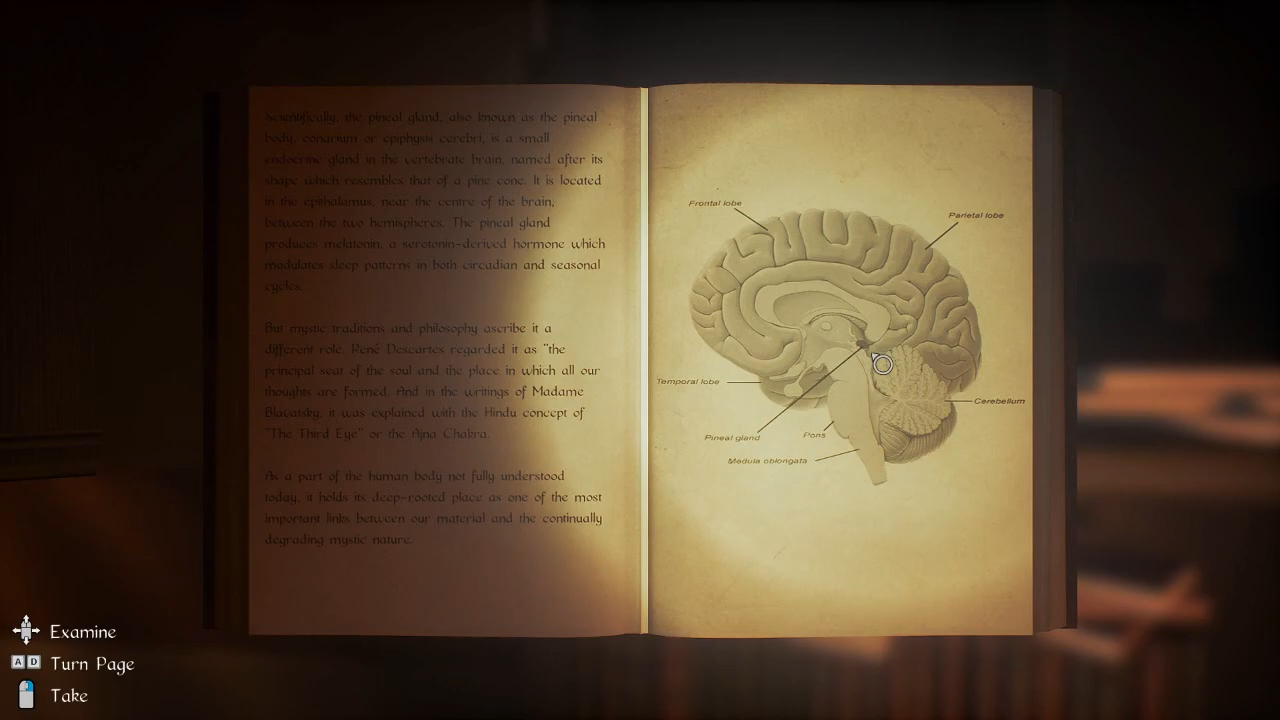 Scientifically, the pineal gland, also known as the pineal
body, conarium or epiphysis cerebri, is a small
endocrine gland in the vertebrate brain, named after its
shape which resembles that of a pine cone. It is located
in the epithalamus, near the centre of the brain,
between the two hemispheres. The pineal gland
produces melatonin, a serotonin-derived hormone which
modulates sleep patterns in both circadian and seasonal
cycles.
But mystic traditions and philosophy ascribe it a
different role. René Descartes regarded it as "the
principal seat of the soul and the place in which all our
thoughts are formed. And in the writings of Madame
Blavatsky, it was explained with the Hindu concept of
"The Third Eye" or the Ajna Chakra.
As a part of the human body not fully understood
today, it holds its deep-rooted place as one of the most
important links between our material and the continually
degrading mystic nature.
Frontal lobe
Parietal lobe
Temporal lobe
Cerebellum
Pineal gland
Pons
Medula oblongata
Examine
A D Turn Page
Take